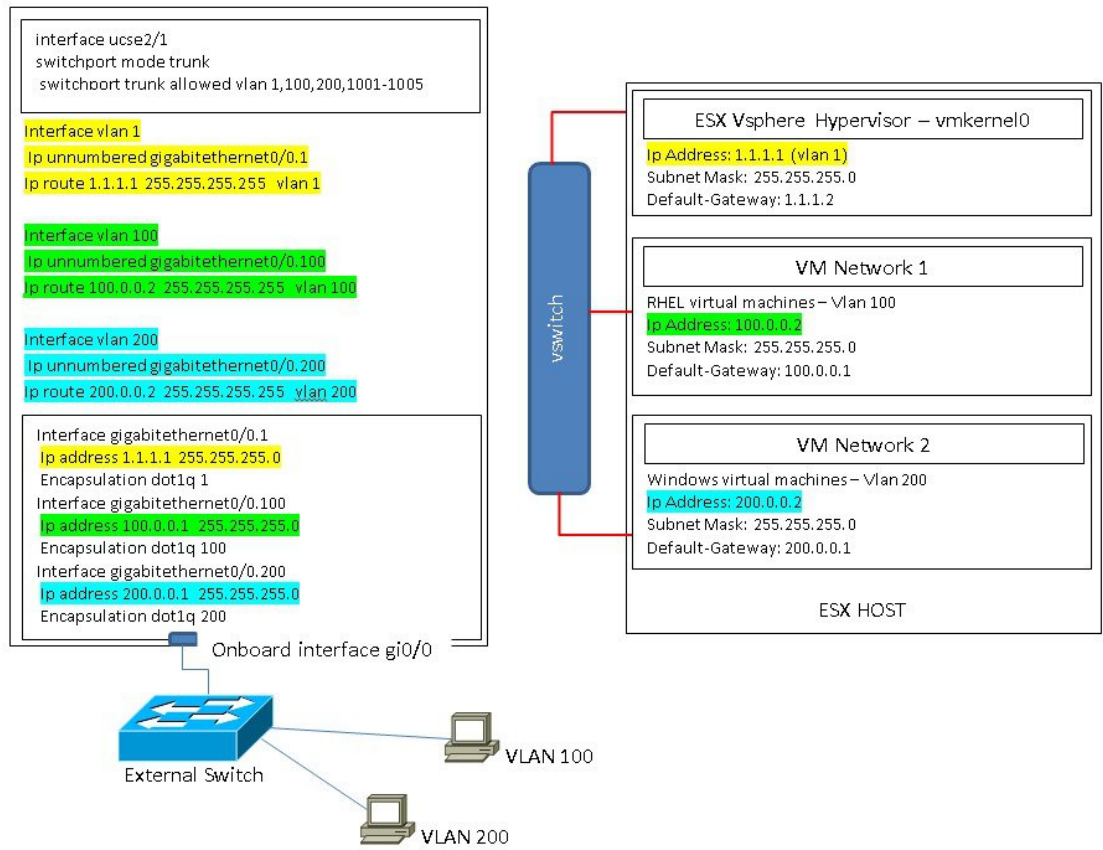 interface ucse2/1
switchport mode trunk
switchport trunk allowed vlan 1,100,200,1001-1005
Interface vlan 1
Ip unnumbered gigabitethernet0/0.1
Ip route 1.1.1.1 255.255.255.255 vlan 1
Interface vlan 100
Ip unnumbered gigabitethernet0/0.100
Ip route 100.0.0.2 255.255.255.255 vlan 100
Interface vlan 200
Ip unnumbered gigabitethernet0/0.200
Ip route 200.0.0.2 255.255.255.255 vlan 200
Interface gigabitethernet0/0.1
Ip address 1.1.1.1 255.255.255.0
Encapsulation dot1q 1
Interface gigabitethernet0/0.100
Ip address 100.0.0.1 255.255.255.0
Encapsulation dot1q 100
Interface gigabitethernet0/0.200
Ip address 200.0.0.1 255.255.255.0
Encapsulation dot1q 200
Onboard interface gi0/0
External Switch
VLAN 100
VLAN 200
vswitch
ESX Vsphere Hypervisor – vmkernel0
Ip Address: 1.1.1.1 (vlan 1)
Subnet Mask: 255.255.255.0
Default-Gateway: 1.1.1.2
VM Network 1
RHEL virtual machines – Vlan 100
Ip Address: 100.0.0.2
Subnet Mask: 255.255.255.0
Default-Gateway: 100.0.0.1
VM Network 2
Windows virtual machines – Vlan 200
Ip Address: 200.0.0.2
Subnet Mask: 255.255.255.0
Default-Gateway: 200.0.0.1
ESX HOST